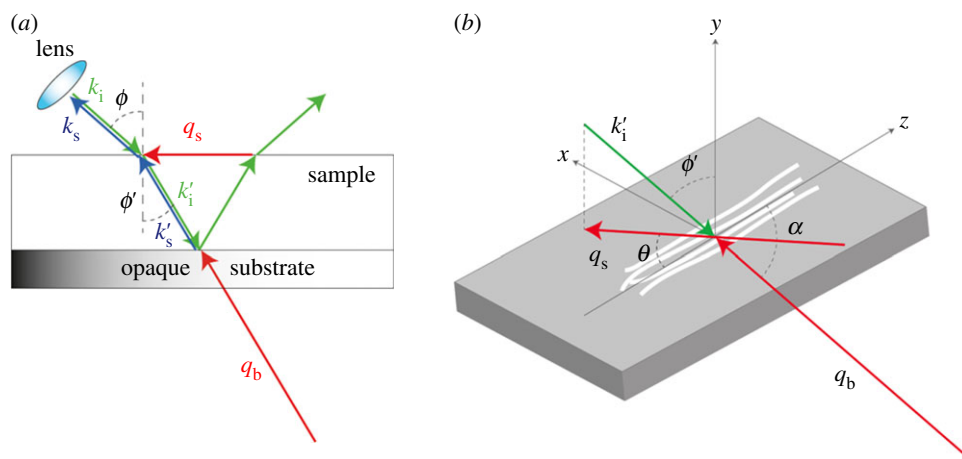 (a)
lens
k_i
ϕ
k_s
q_s
sample
ϕ′
k′_i
k′_s
opaque substrate
q_b
(b)
y
k′_i
z
x
ϕ′
α
q_s
θ
q_b